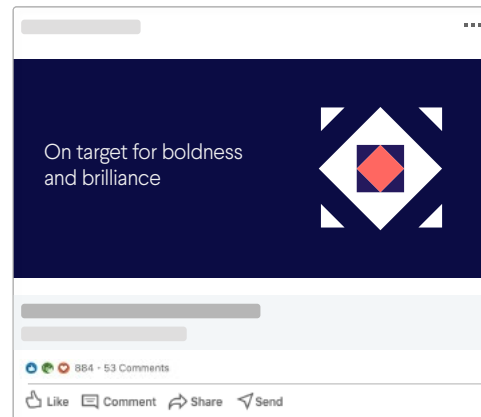 On target for boldness
and brilliance
884 - 53 Comments
Like Comment Share Send